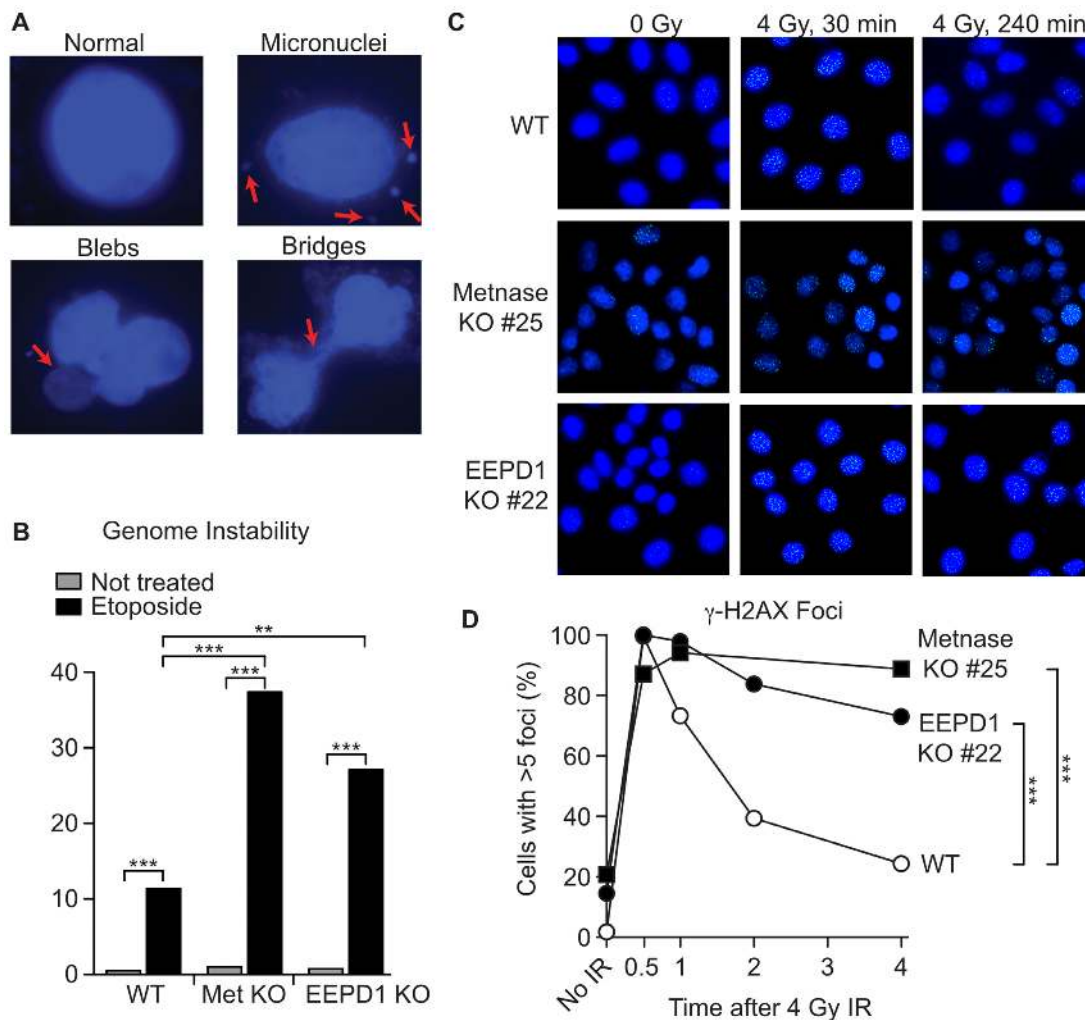 A
Normal
Micronuclei
Blebs
Bridges
B
Genome Instability
Not treated
Etoposide
**
***
***
***
***
40
30
20
10
0
WT
Met KO
EEPD1 KO
C
0 Gy
4 Gy, 30 min
4 Gy, 240 min
WT
Metnase
KO #25
EEPD1
KO #22
D
γ-H2AX Foci
Cells with >5 foci (%)
100
80
60
40
20
0
Metnase
KO #25
EEPD1
KO #22
WT
***
***
No IR
0.5
1
2
3
4
Time after 4 Gy IR